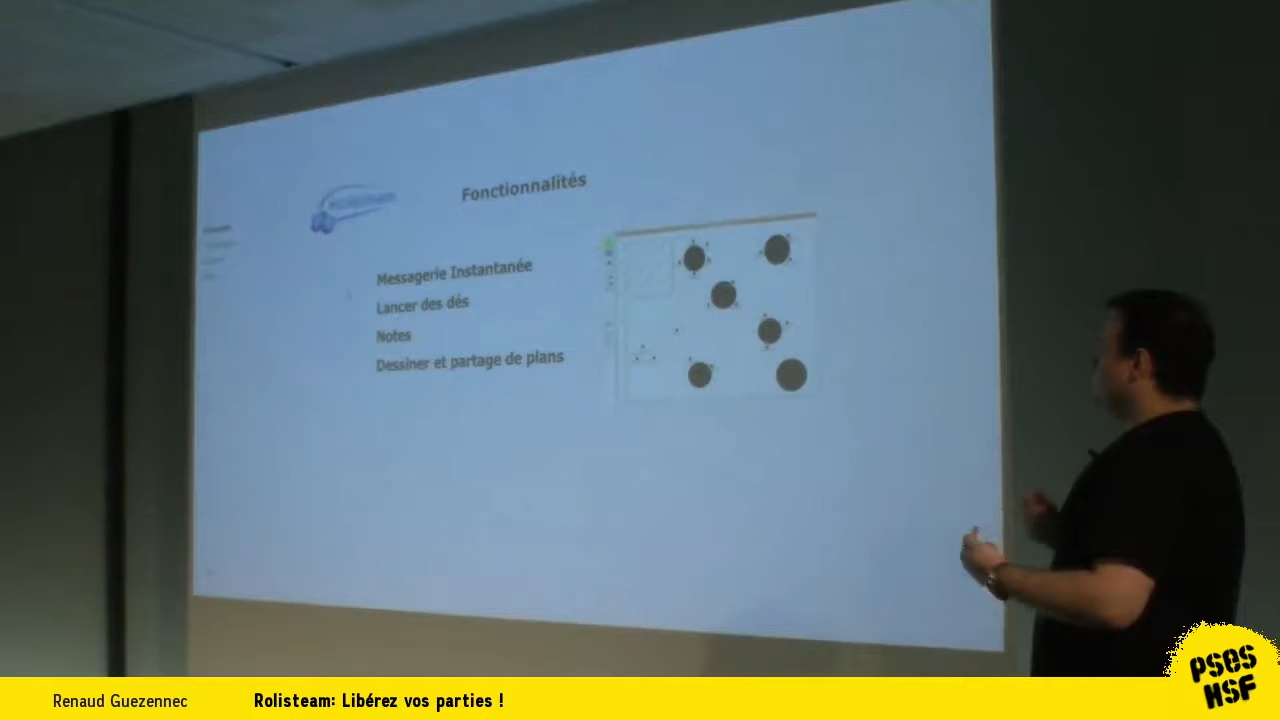 Fonctionnalités
Messagerie Instantanée
Lancer des dés
Notes
Dessiner et partage de plans
PSES
HSF
Renaud Guezennec
Rolisteam: Libérez vos parties !